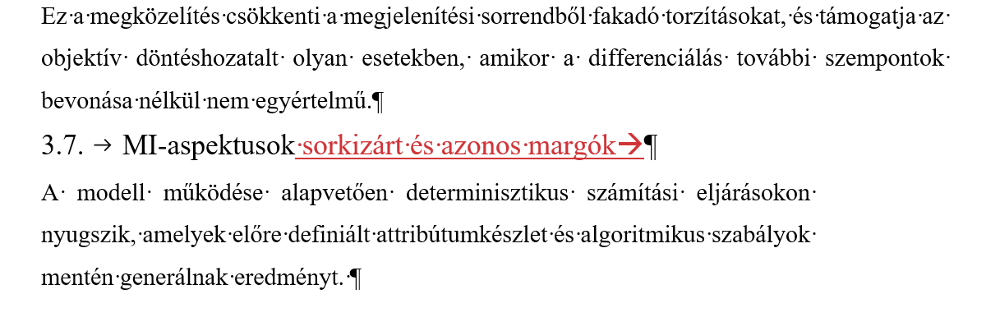 Ez a megközelítés csökkenti a megjelenítési sorrendből fakadó torzításokat, és támogatja az
objektív döntéshozatalt olyan esetekben, amikor a differenciálás további szempontok
bevonása nélkül nem egyértelmű.¶
3.7. → MI-aspektusok sorkizárt és azonos margók→¶
A modell működése alapvetően determinisztikus számítási eljárásokon
nyugszik, amelyek előre definiált attribútumkészlet és algoritmikus szabályok
mentén generálnak eredményt. ¶